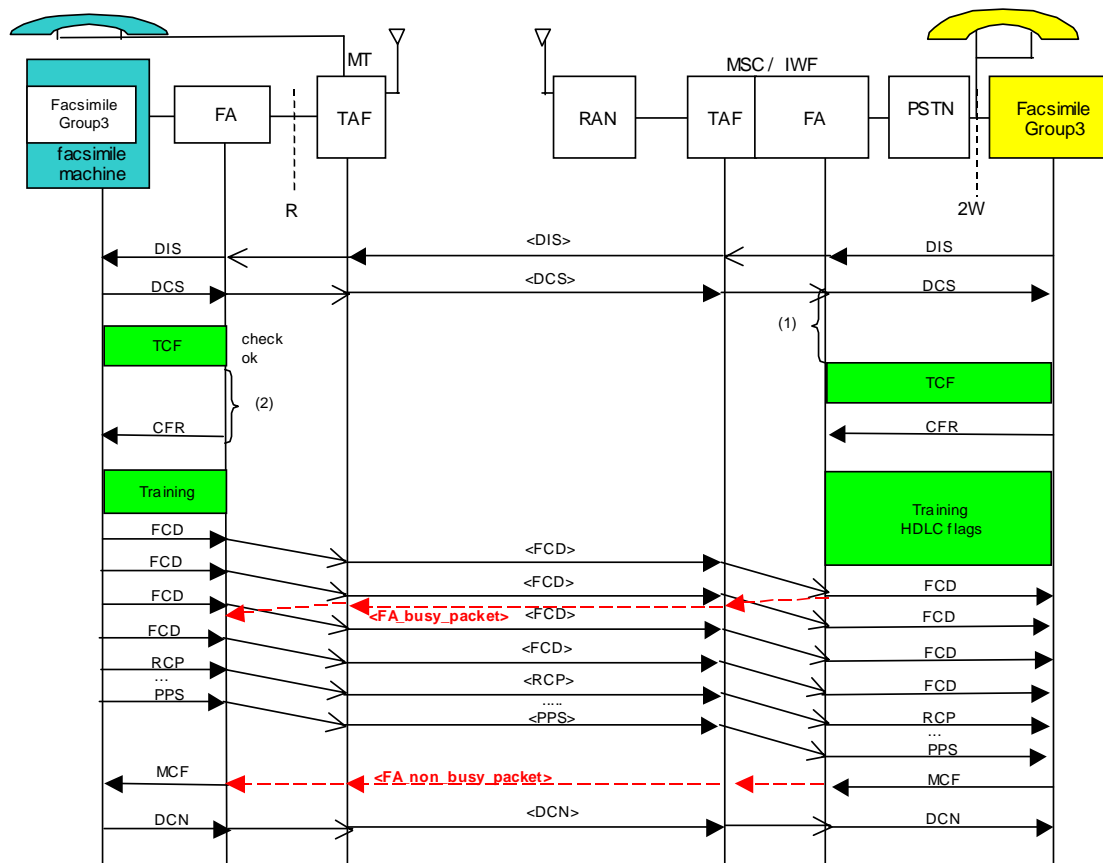 MT
MSC / IWF
Facsimile
Group3
facsimile
machine
FA
TAF
RAN
TAF
FA
PSTN
Facsimile
Group3
R
2W
DIS
<DIS>
DIS
DCS
<DCS>
DCS
(1)
TCF
check
ok
TCF
(2)
CFR
CFR
Training
Training
HDLC flags
FCD
<FCD>
FCD
<FCD>
FCD
FCD
<FA_busy_packet>
<FCD>
FCD
FCD
<FCD>
FCD
RCP
<RCP>
FCD
...
.....
PPS
<PPS>
RCP
...
PPS
MCF
<FA_non_busy_packet>
MCF
DCN
<DCN>
DCN